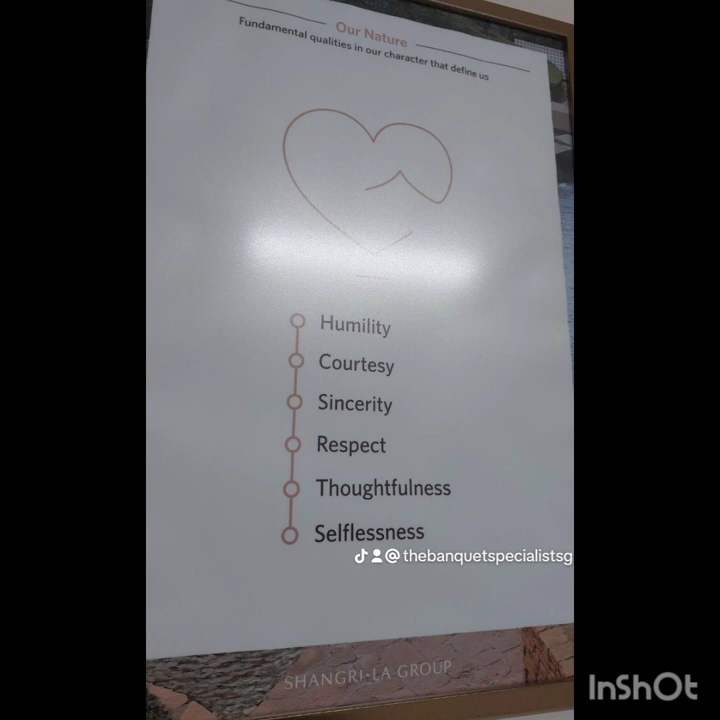 Our Nature
Fundamental qualities in our character that define us
Humility
Courtesy
Sincerity
Respect
Thoughtfulness
Selflessness
@thebanquetspecialistsg
SHANGRI-LA GROUP
InShOt